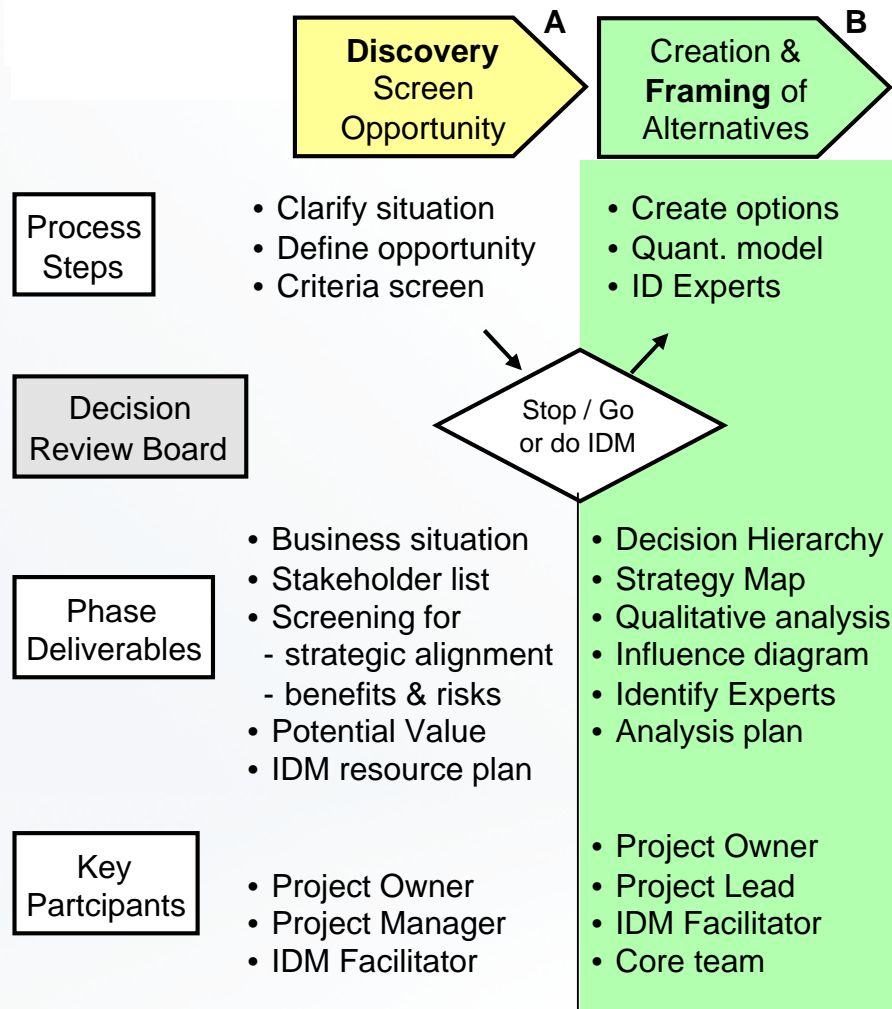 A
Discovery
Screen
Opportunity
B
Creation &
Framing of
Alternatives
Process
Steps
• Clarify situation
• Define opportunity
• Criteria screen
• Create options
• Quant. model
• ID Experts
Decision
Review Board
Stop / Go
or do IDM
Phase
Deliverables
• Business situation
• Stakeholder list
• Screening for
- strategic alignment
- benefits & risks
• Potential Value
• IDM resource plan
• Decision Hierarchy
• Strategy Map
• Qualitative analysis
• Influence diagram
• Identify Experts
• Analysis plan
Key
Partcipants
• Project Owner
• Project Manager
• IDM Facilitator
• Project Owner
• Project Lead
• IDM Facilitator
• Core team